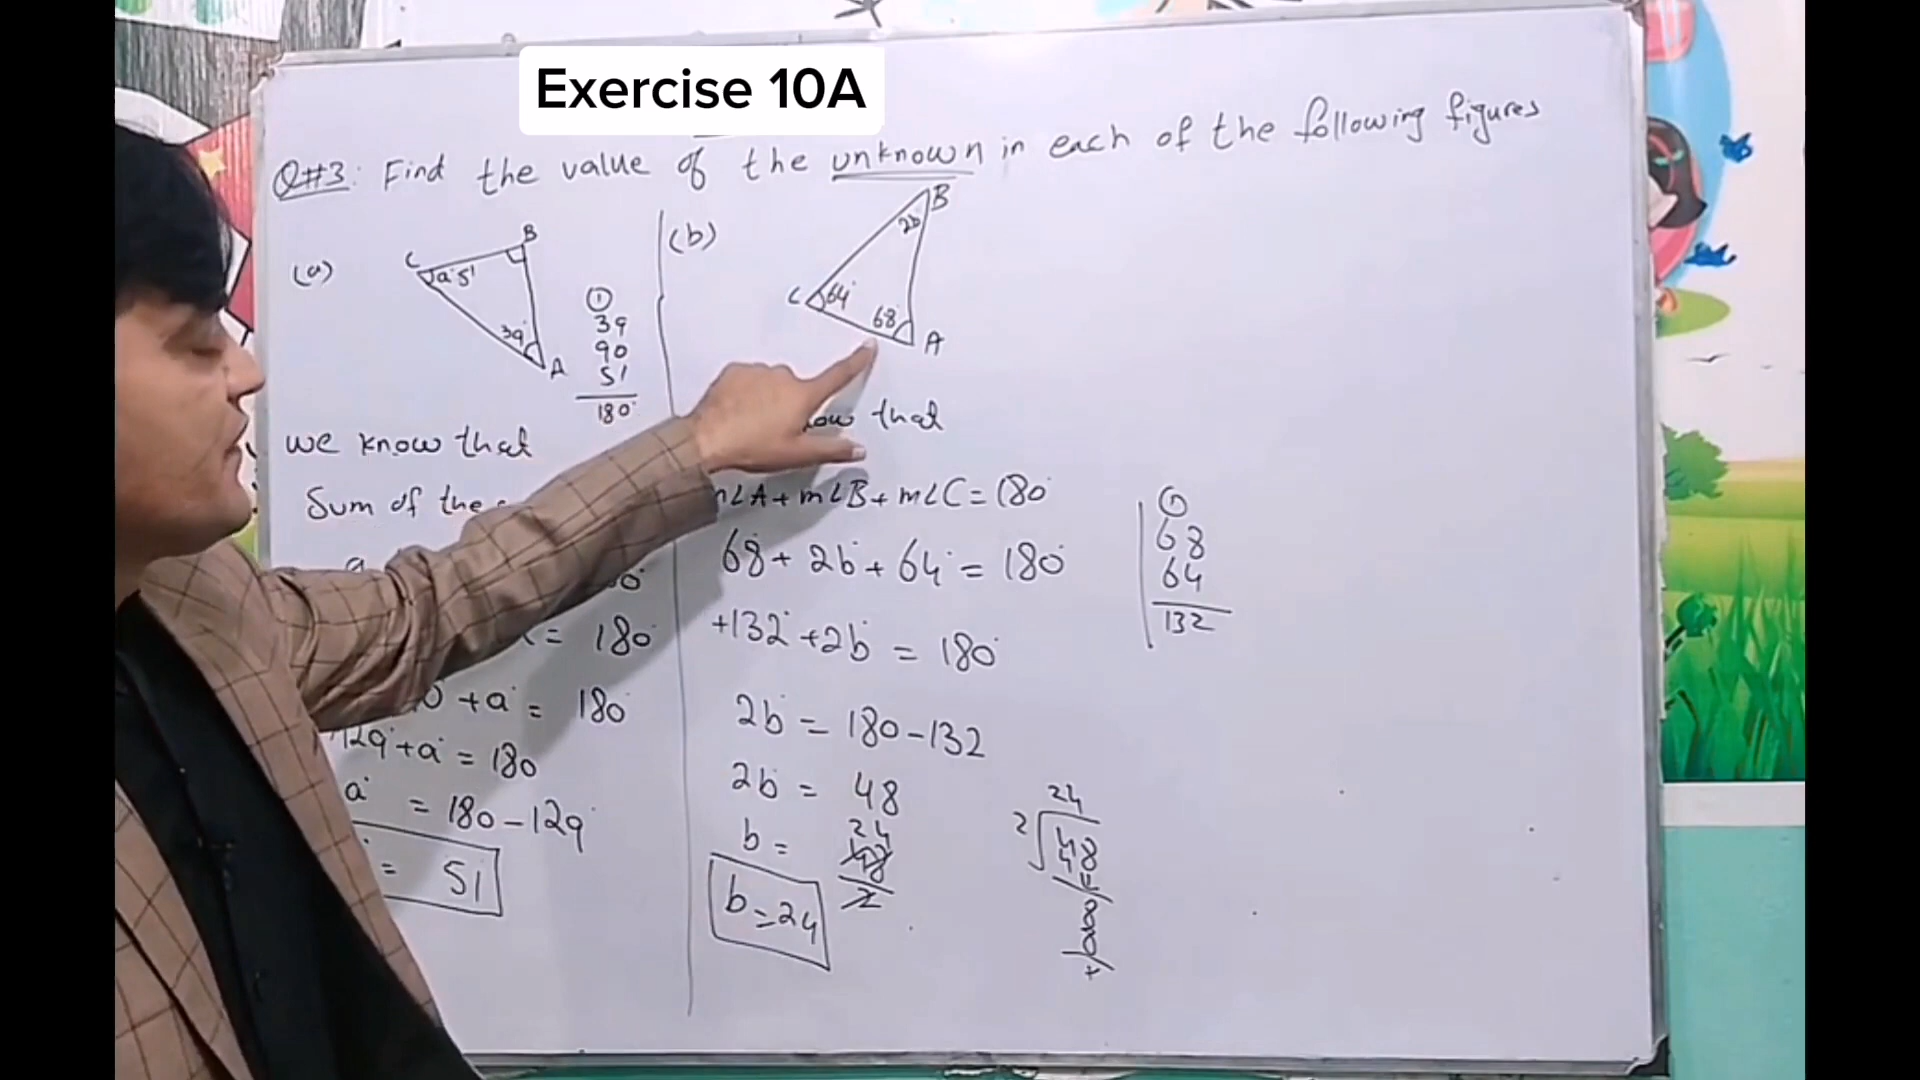 Exercise 10A
Q#3: Find the value of the unknown in each of the following figures
(a)
C
B
a° 51
39°
A
①
39
90
51
180°
we know that
Sum of the
= 180°
+a° = 180
129°+a° = 180
a° = 180-129°
= 51
(b)
B
2b
C
64°
68°
A
that
m∠A+m∠B+m∠C=180°
68°+2b°+64°=180°
+132°+2b°=180°
2b°=180-132
2b°=48
b=
24
48
2
b=24
①
68
64
132
24
2
48
4
8
8